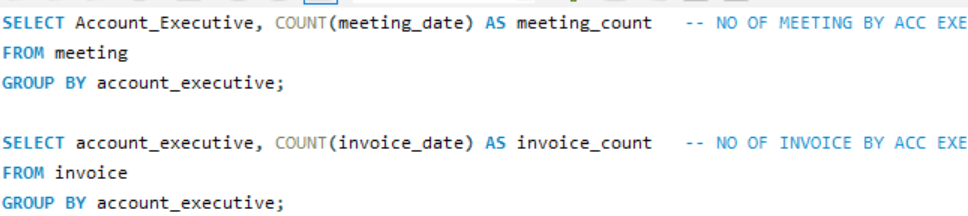 SELECT Account_Executive, COUNT(meeting_date) AS meeting_count   -- NO OF MEETING BY ACC EXE
FROM meeting
GROUP BY account_executive;

SELECT account_executive, COUNT(invoice_date) AS invoice_count   -- NO OF INVOICE BY ACC EXE
FROM invoice
GROUP BY account_executive;